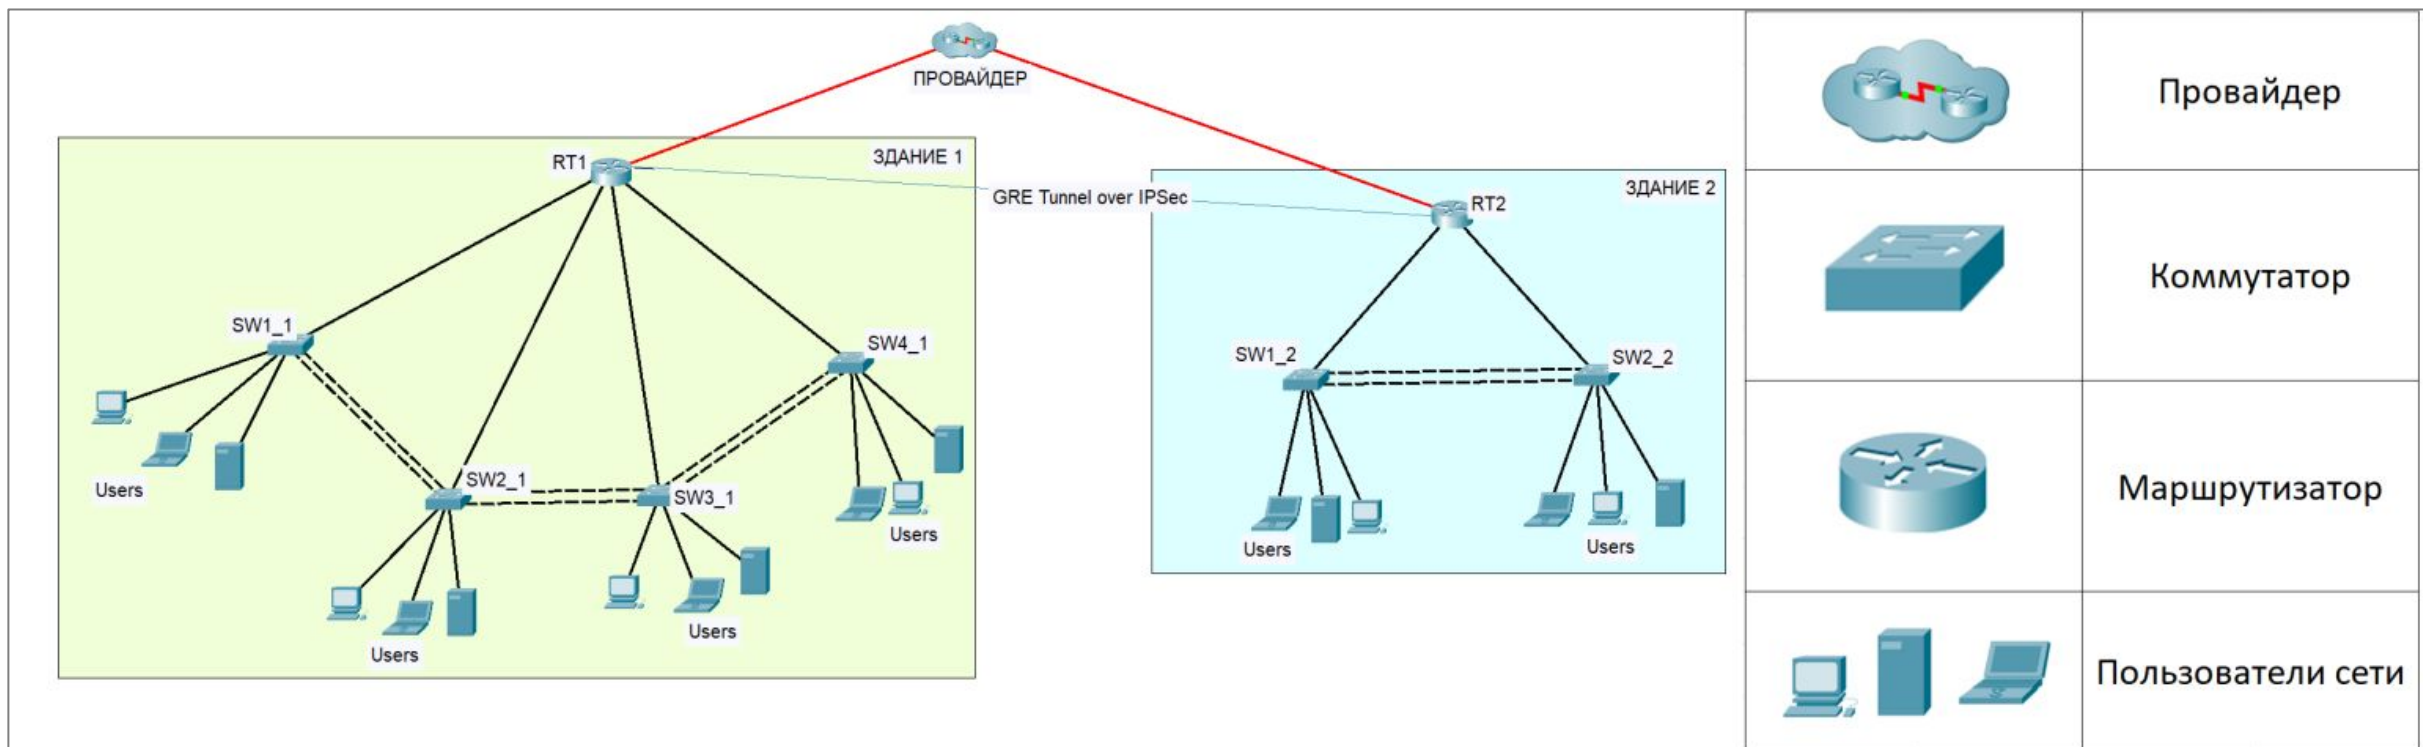 ПРОВАЙДЕР
ЗДАНИЕ 1
RT1
GRE Tunnel over IPSec
ЗДАНИЕ 2
RT2
SW1_1
SW4_1
SW2_1
SW3_1
Users
Users
Users
Users
SW1_2
SW2_2
Users
Users
Провайдер
Коммутатор
Маршрутизатор
Пользователи сети